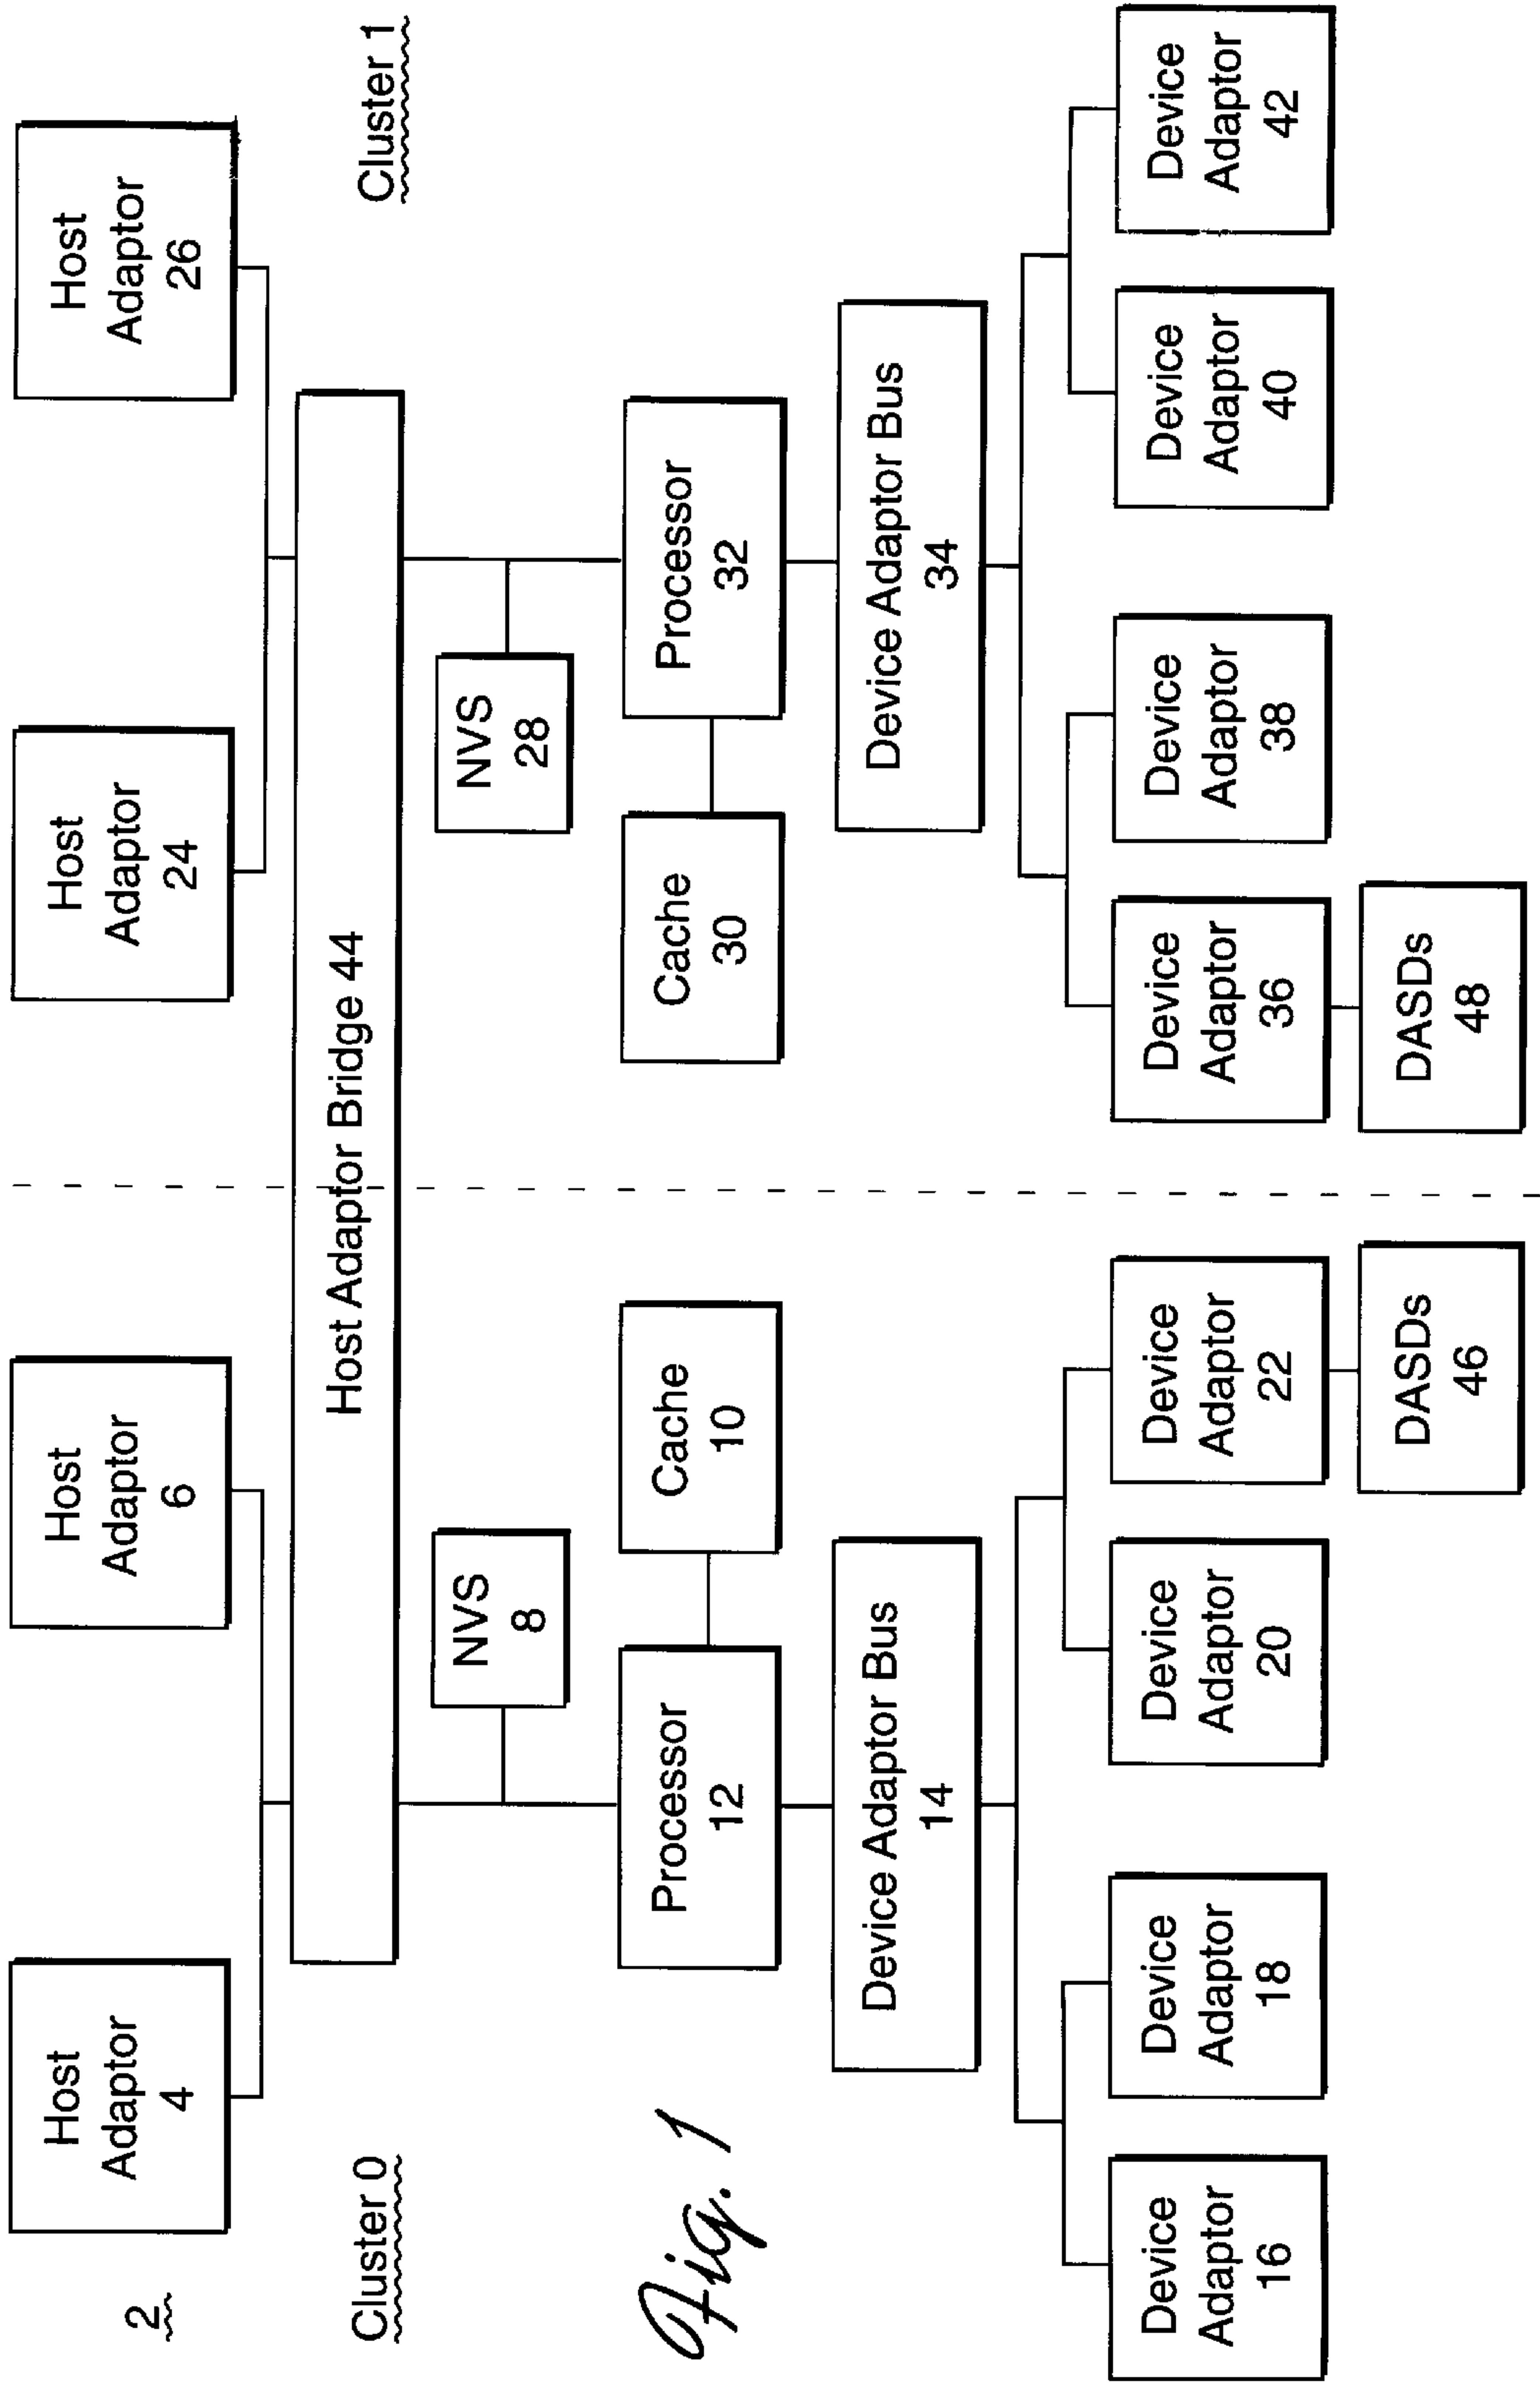 2
Host
Adaptor
4
Host
Adaptor
6
Host
Adaptor
24
Host
Adaptor
26
Host Adaptor Bridge 44
Cluster 0
Cluster 1
NVS
8
NVS
28
Fig. 1
Processor
12
Cache
10
Cache
30
Processor
32
Device Adaptor Bus
14
Device Adaptor Bus
34
Device
Adaptor
16
Device
Adaptor
18
Device
Adaptor
20
Device
Adaptor
22
Device
Adaptor
36
Device
Adaptor
38
Device
Adaptor
40
Device
Adaptor
42
DASDs
46
DASDs
48